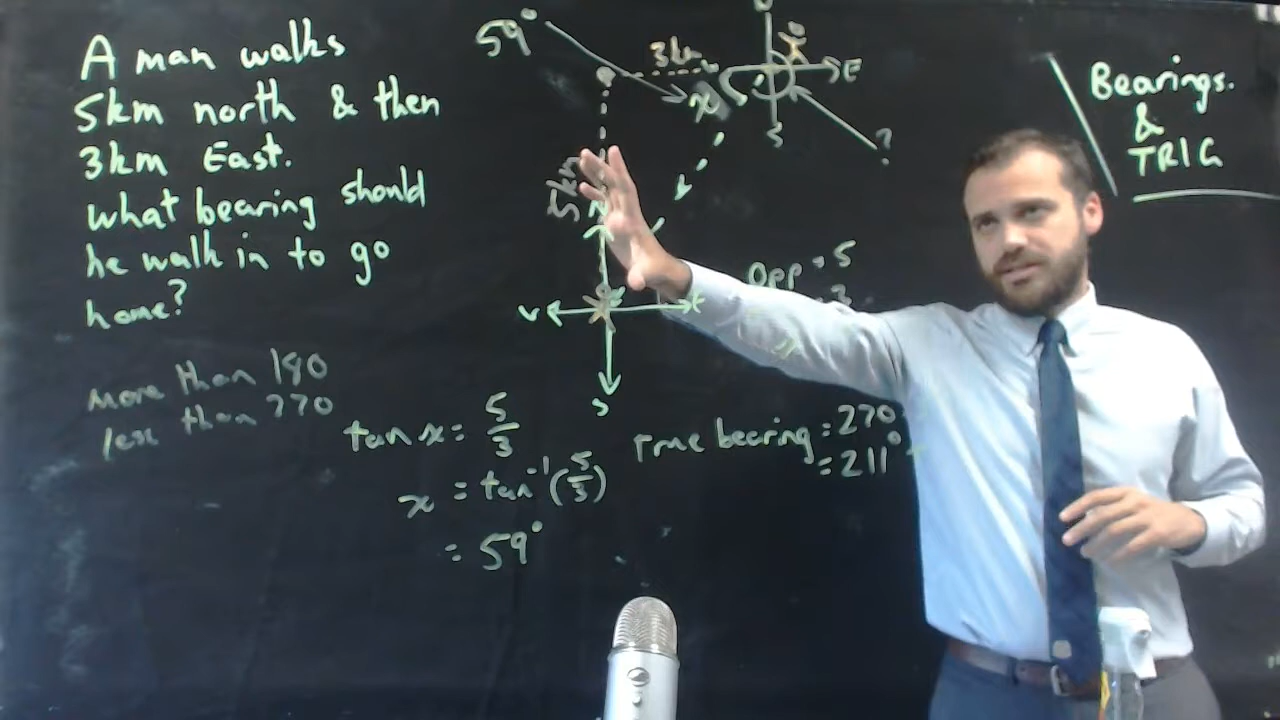 A man walks
5km north & then
3km East.
what bearing should
he walk in to go
home?
more than 180
less than 270
59°
3km
x
E
S
?
5km
N
W
S
Opp = 5
3
tan x = 5/3
x = tan⁻¹(5/3)
= 59°
True bearing = 270
= 211°
Bearings.
&
TRIG